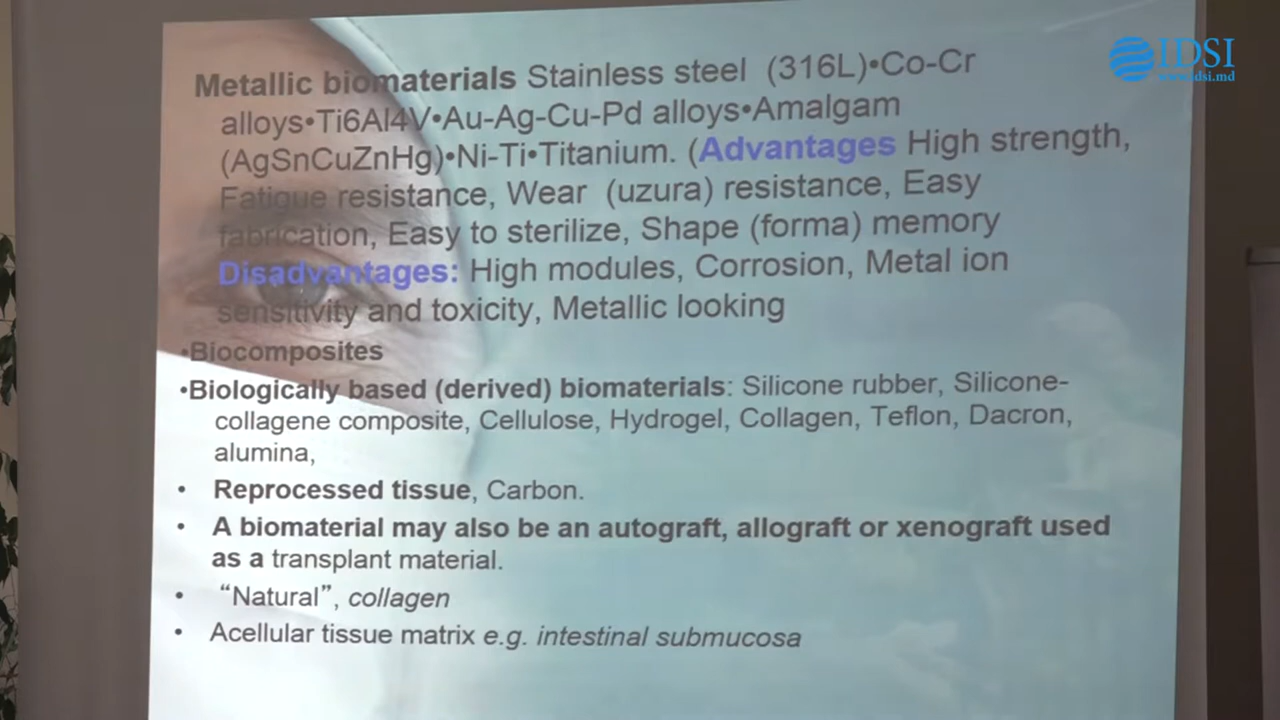 IDSI
www.idsi.md
Metallic biomaterials Stainless steel (316L)•Co-Cr
alloys•Ti6Al4V•Au-Ag-Cu-Pd alloys•Amalgam
(AgSnCuZnHg)•Ni-Ti•Titanium. (Advantages High strength,
Fatigue resistance, Wear (uzura) resistance, Easy
fabrication, Easy to sterilize, Shape (forma) memory
Disadvantages: High modules, Corrosion, Metal ion
sensitivity and toxicity, Metallic looking
•Biocomposites
•Biologically based (derived) biomaterials: Silicone rubber, Silicone-
collagene composite, Cellulose, Hydrogel, Collagen, Teflon, Dacron,
alumina,
• Reprocessed tissue, Carbon.
• A biomaterial may also be an autograft, allograft or xenograft used
as a transplant material.
• “Natural”, collagen
• Acellular tissue matrix e.g. intestinal submucosa